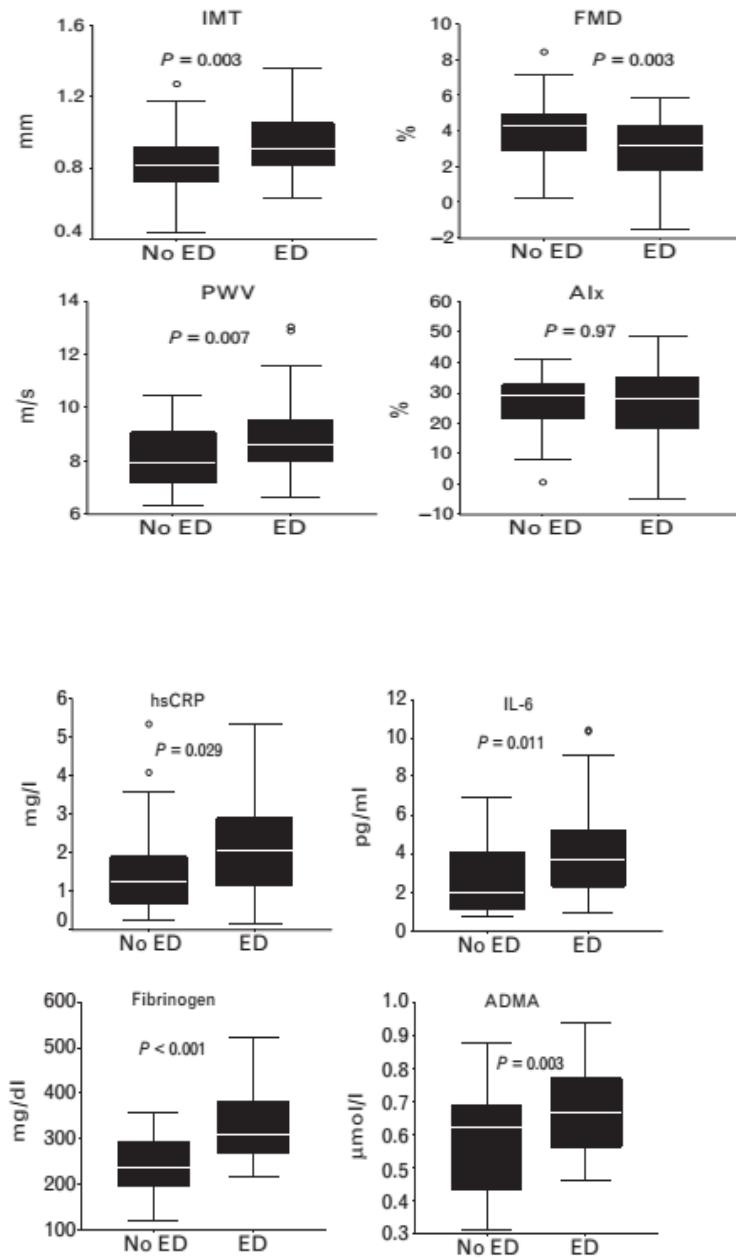 IMT
P = 0.003
1.6
1.2
0.8
0.4
mm
No ED ED
FMD
P = 0.003
10
8
6
4
2
0
−2
%
No ED ED
PWV
P = 0.007
14
12
10
8
6
m/s
No ED ED
AIx
P = 0.97
60
50
40
30
20
10
0
−10
%
No ED ED
hsCRP
P = 0.029
6
5
4
3
2
1
0
mg/l
No ED ED
IL-6
P = 0.011
12
10
8
6
4
2
0
pg/ml
No ED ED
Fibrinogen
P < 0.001
600
500
400
300
200
100
mg/dl
No ED ED
ADMA
P = 0.003
1.0
0.9
0.8
0.7
0.6
0.5
0.4
0.3
μmol/l
No ED ED